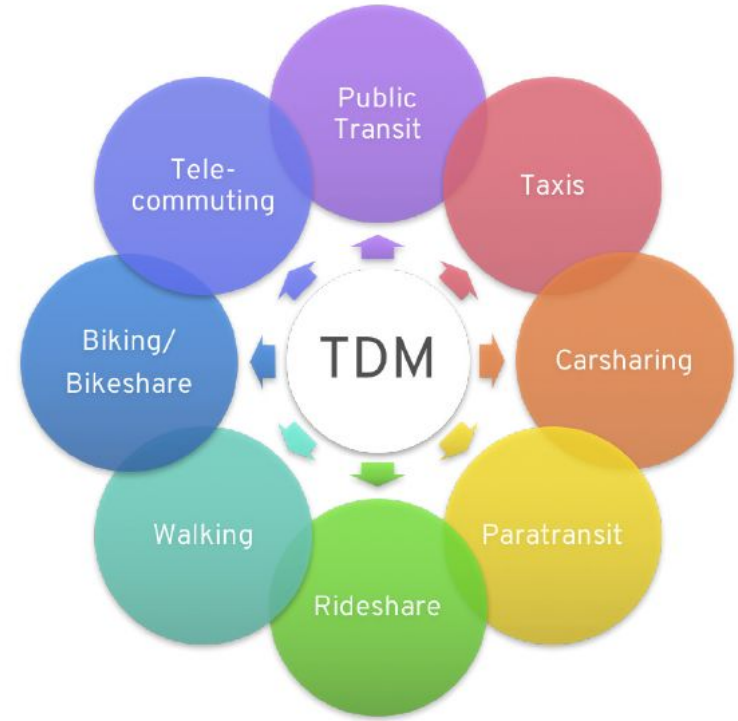 Public
Transit
Taxis
Carsharing
Paratransit
Rideshare
Walking
Biking/
Bikeshare
Tele-
commuting
TDM